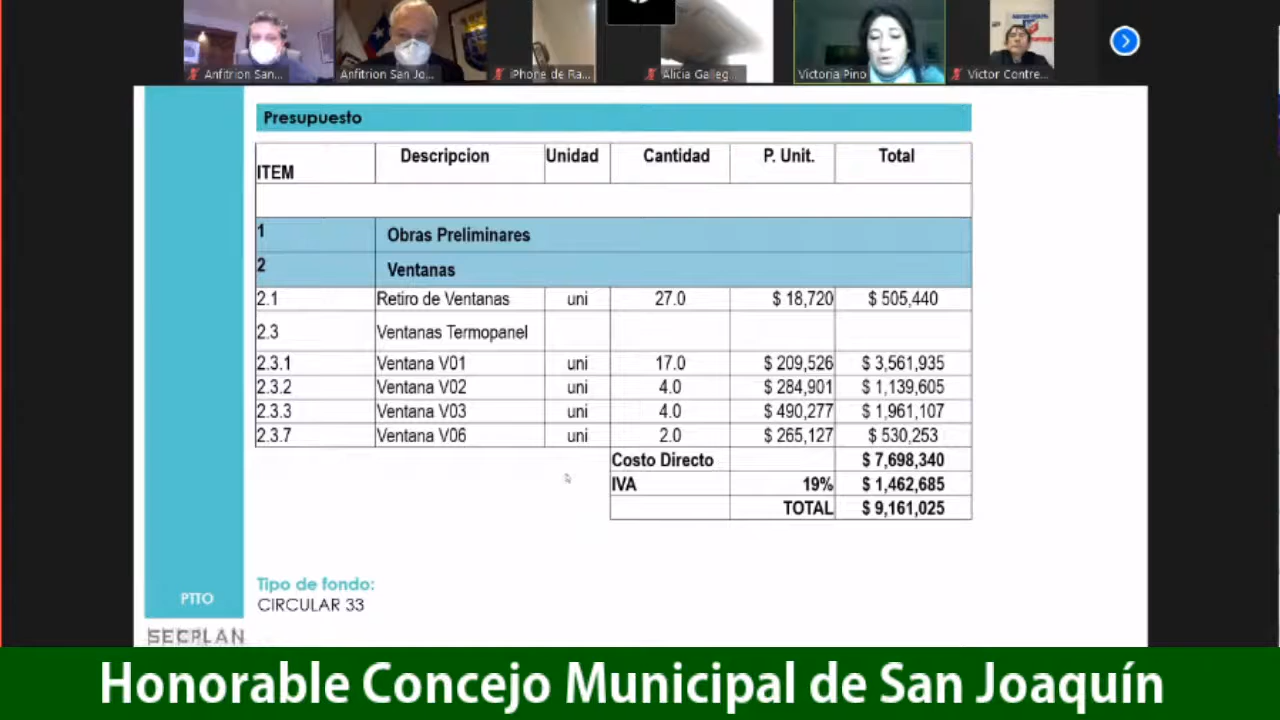 Anfitrion San...
Anfitrion San Jo...
iPhone de Ra...
Alicia Galleg...
Victoria Pino
Victor Contre...
Presupuesto
ITEM Descripcion Unidad Cantidad P. Unit. Total
1 Obras Preliminares
2 Ventanas
2.1 Retiro de Ventanas uni 27.0 $ 18,720 $ 505,440
2.3 Ventanas Termopanel
2.3.1 Ventana V01 uni 17.0 $ 209,526 $ 3,561,935
2.3.2 Ventana V02 uni 4.0 $ 284,901 $ 1,139,605
2.3.3 Ventana V03 uni 4.0 $ 490,277 $ 1,961,107
2.3.7 Ventana V06 uni 2.0 $ 265,127 $ 530,253
Costo Directo $ 7,698,340
IVA 19% $ 1,462,685
TOTAL $ 9,161,025
Tipo de fondo:
CIRCULAR 33
PTTO
SECPLAN
Honorable Concejo Municipal de San Joaquín